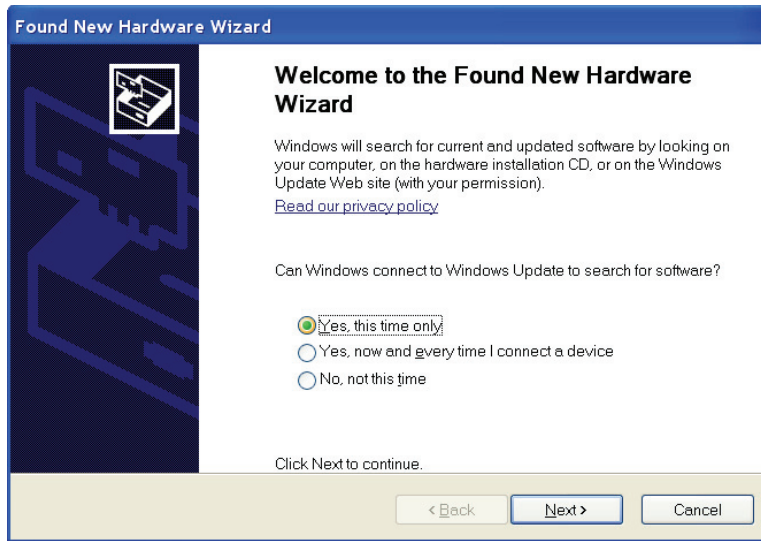 Found New Hardware Wizard
Welcome to the Found New Hardware
Wizard
Windows will search for current and updated software by looking on
your computer, on the hardware installation CD, or on the Windows
Update Web site (with your permission).
Read our privacy policy
Can Windows connect to Windows Update to search for software?
Yes, this time only
Yes, now and every time I connect a device
No, not this time
Click Next to continue.
< Back
Next >
Cancel